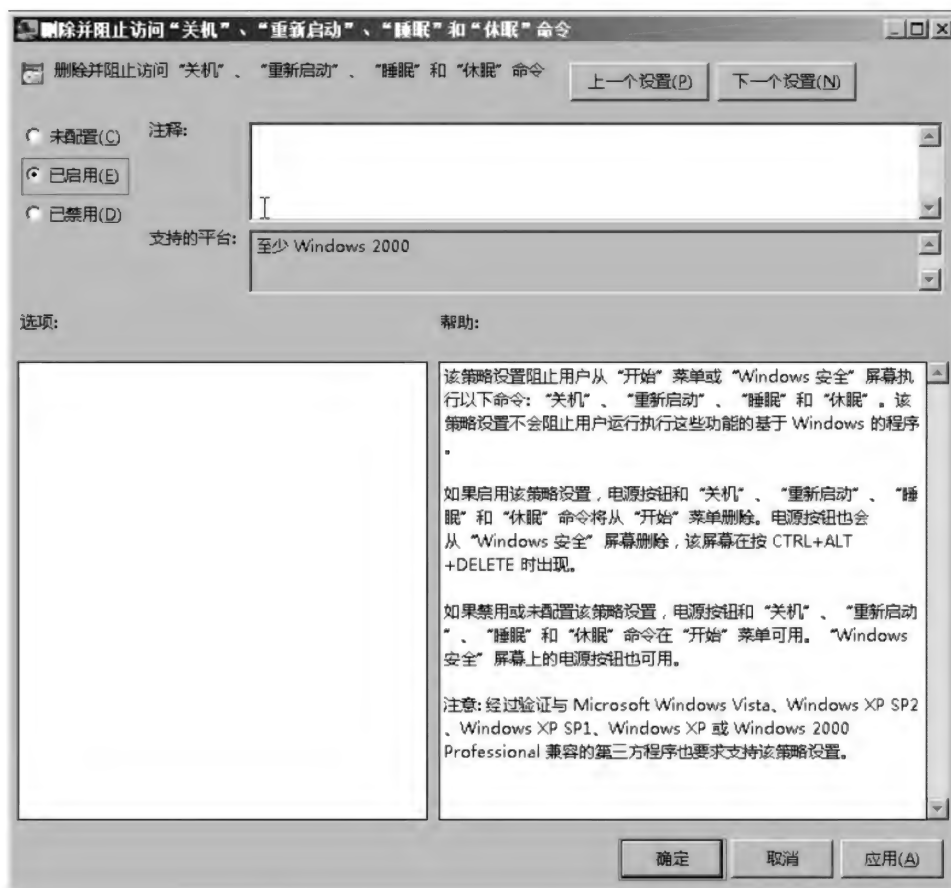 删除并阻止访问“关机”、“重新启动”、“睡眠”和“休眠”命令
删除并阻止访问“关机”、“重新启动”、“睡眠”和“休眠”命令
上一个设置(P)
下一个设置(N)
未配置(C)
注释:
已启用(E)
已禁用(D)
支持的平台:
至少 Windows 2000
选项:
帮助:
该策略设置阻止用户从“开始”菜单或“Windows 安全”屏幕执
行以下命令:“关机”、“重新启动”、“睡眠”和“休眠”。该
策略设置不会阻止用户运行执行这些功能的基于 Windows 的程序
。
如果启用该策略设置，电源按钮和“关机”、“重新启动”、“睡
眠”和“休眠”命令将从“开始”菜单删除。电源按钮也会
从“Windows 安全”屏幕删除，该屏幕在按 CTRL+ALT
+DELETE 时出现。
如果禁用或未配置该策略设置，电源按钮和“关机”、“重新启动
”、“睡眠”和“休眠”命令在“开始”菜单可用。“Windows
安全”屏幕上的电源按钮也可用。
注意: 经过验证与 Microsoft Windows Vista、Windows XP SP2
、Windows XP SP1、Windows XP 或 Windows 2000
Professional 兼容的第三方程序也要求支持该策略设置。
确定
取消
应用(A)